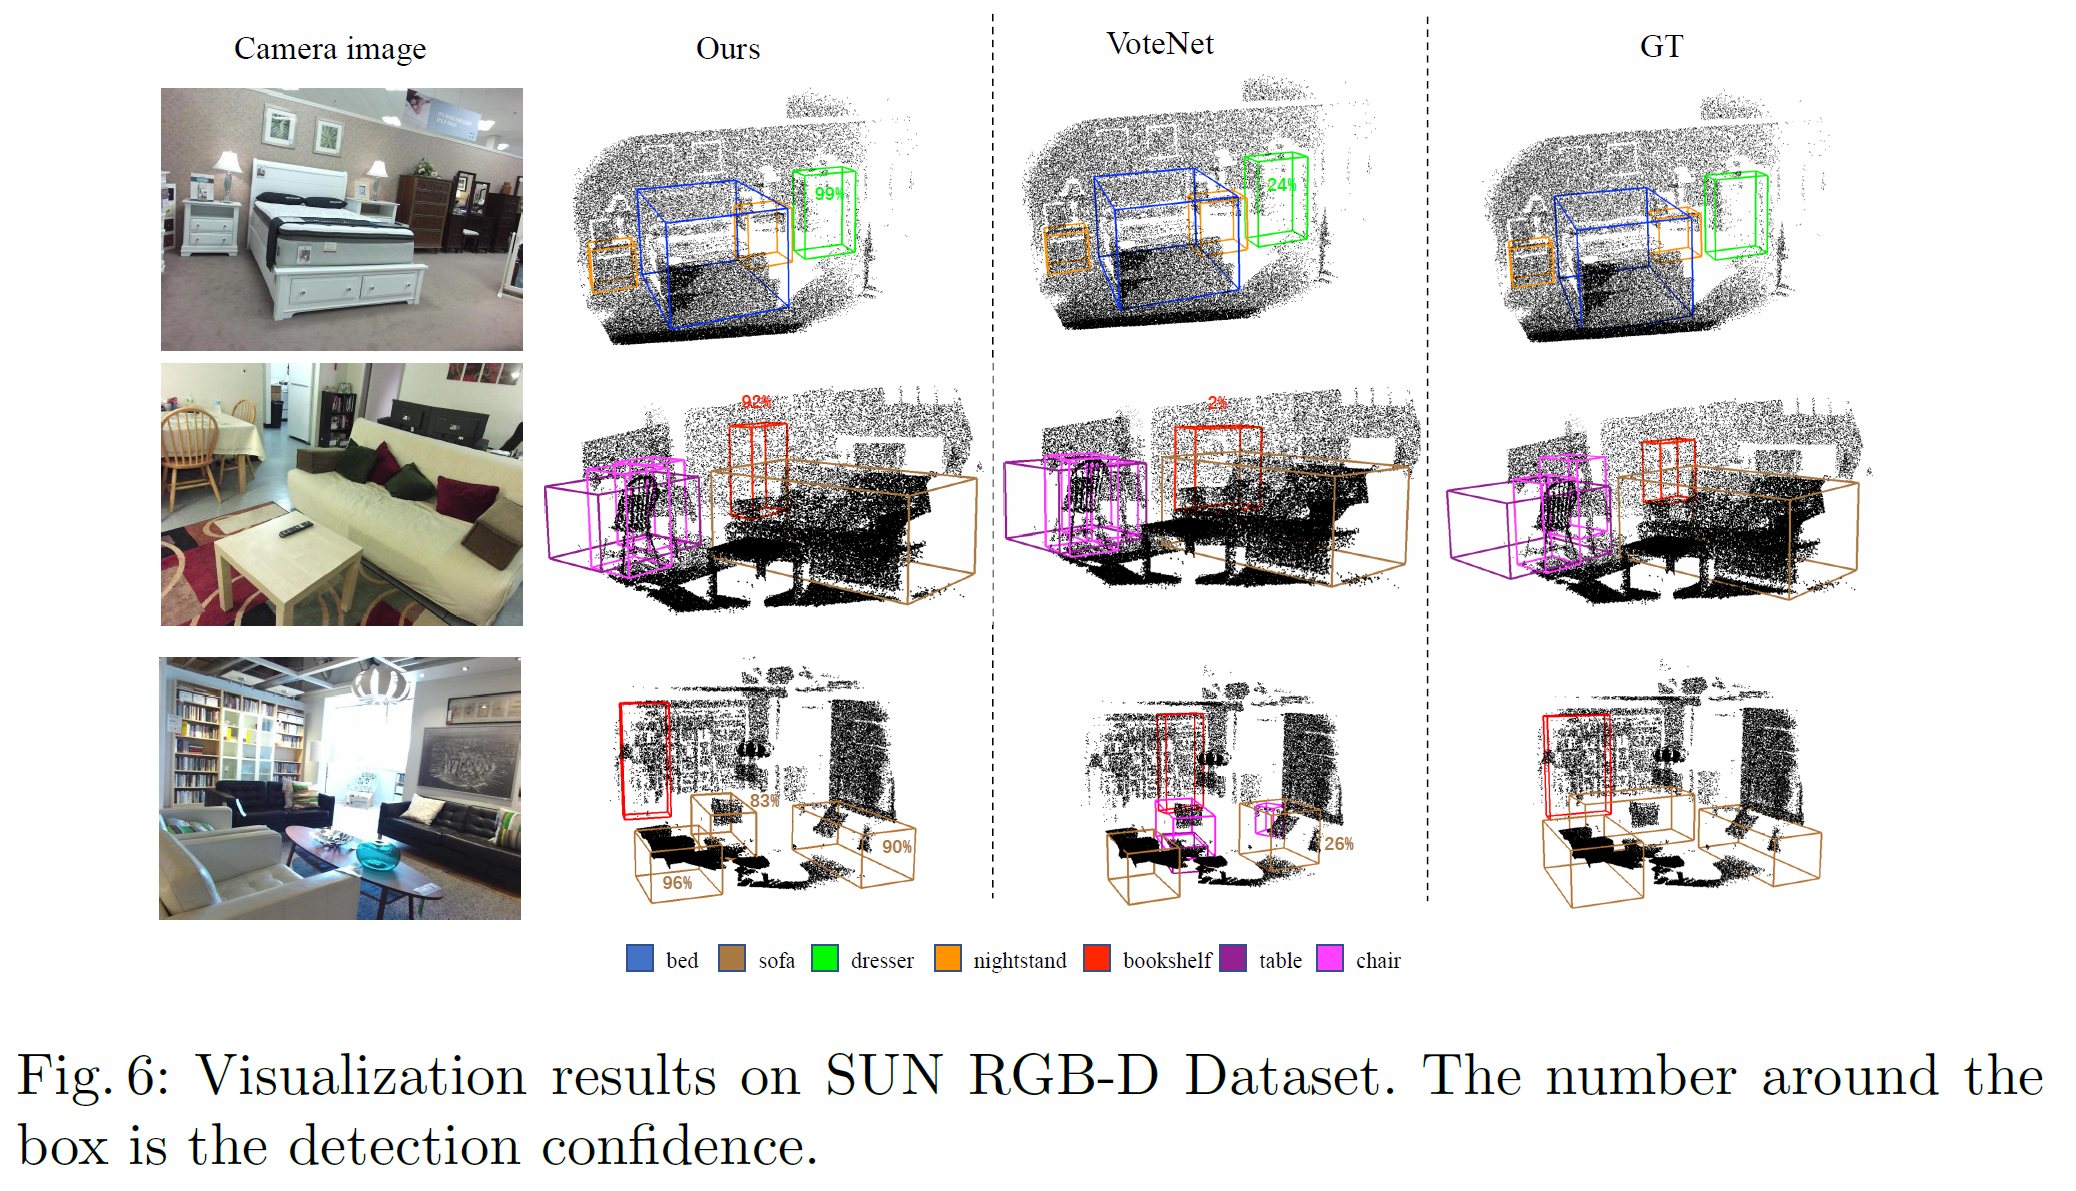 Camera image
Ours
VoteNet
GT
99%
24%
92%
2%
83%
90%
96%
26%
bed
sofa
dresser
nightstand
bookshelf
table
chair
Fig. 6: Visualization results on SUN RGB-D Dataset. The number around the
box is the detection confidence.